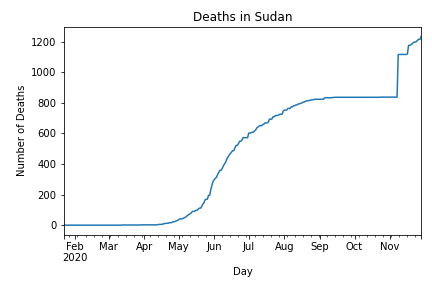 Deaths in Sudan
Number of Deaths
1200
1000
800
600
400
200
0
Feb Mar Apr May Jun Jul Aug Sep Oct Nov
2020
Day